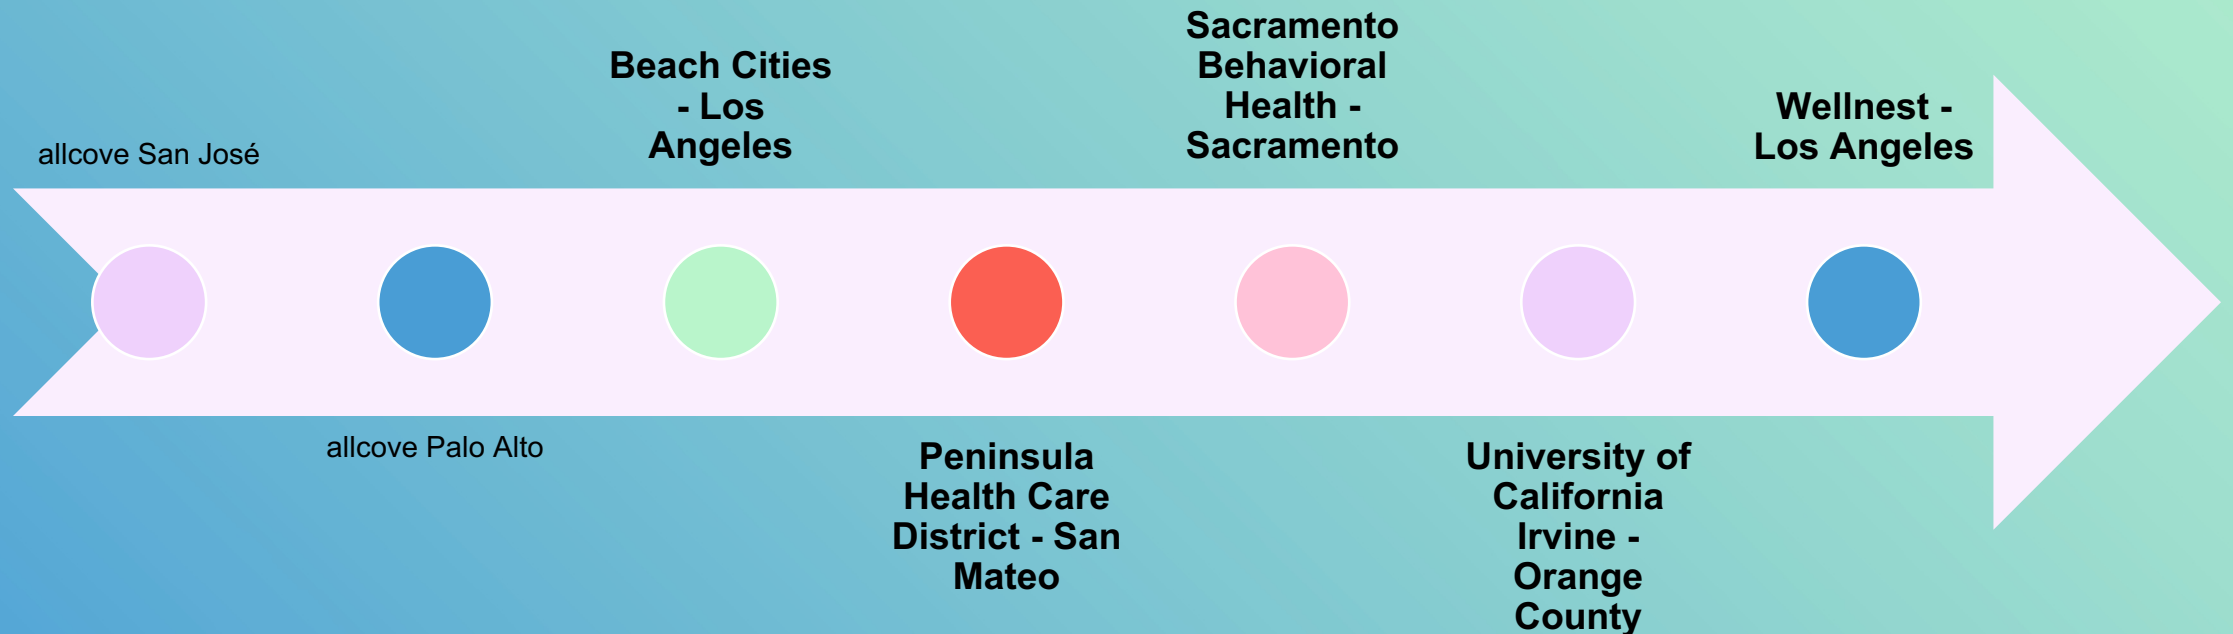 allcove San José
allcove Palo Alto
Beach Cities
- Los
Angeles
Peninsula
Health Care
District - San
Mateo
Sacramento
Behavioral
Health -
Sacramento
University of
California
Irvine -
Orange
County
Wellnest -
Los Angeles